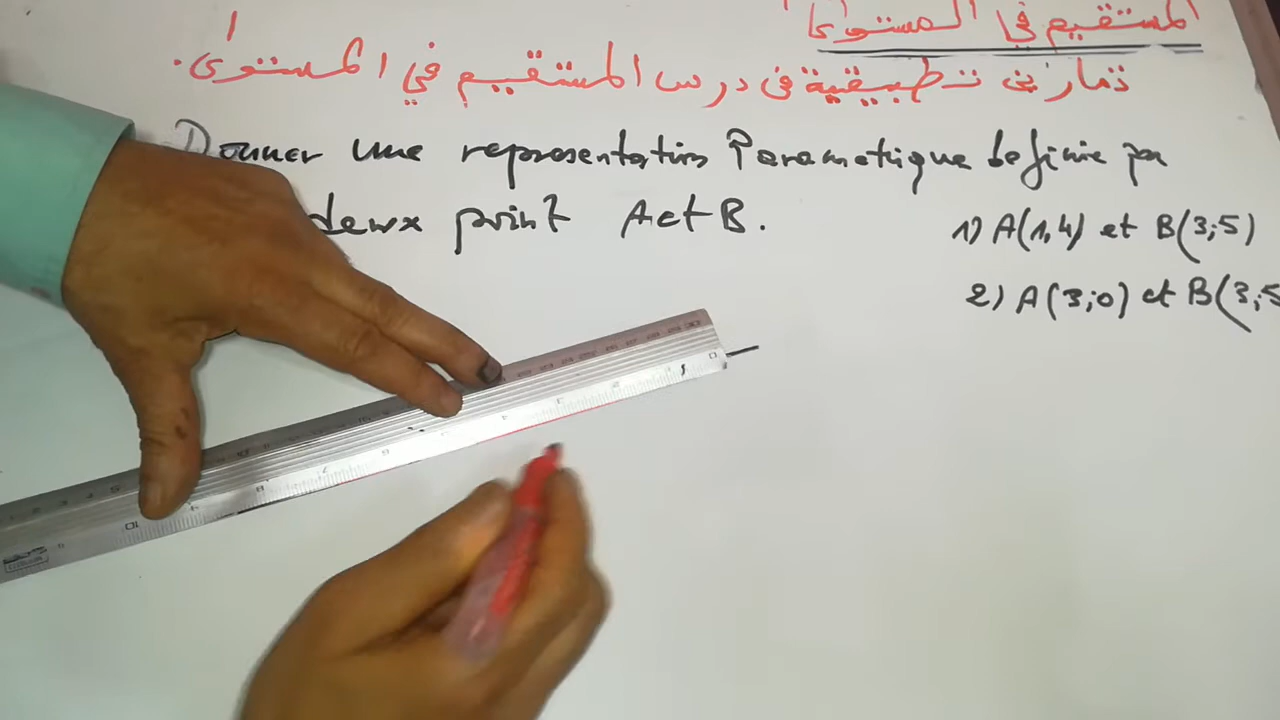 المستقيم في المستوى
تمارين تطبيقية في درس المستقيم في المستوى.
Donner une representation Parametrique definie par
deux point A et B.
1) A(1,4) et B(3;5)
2) A(3;0) et B(3;5